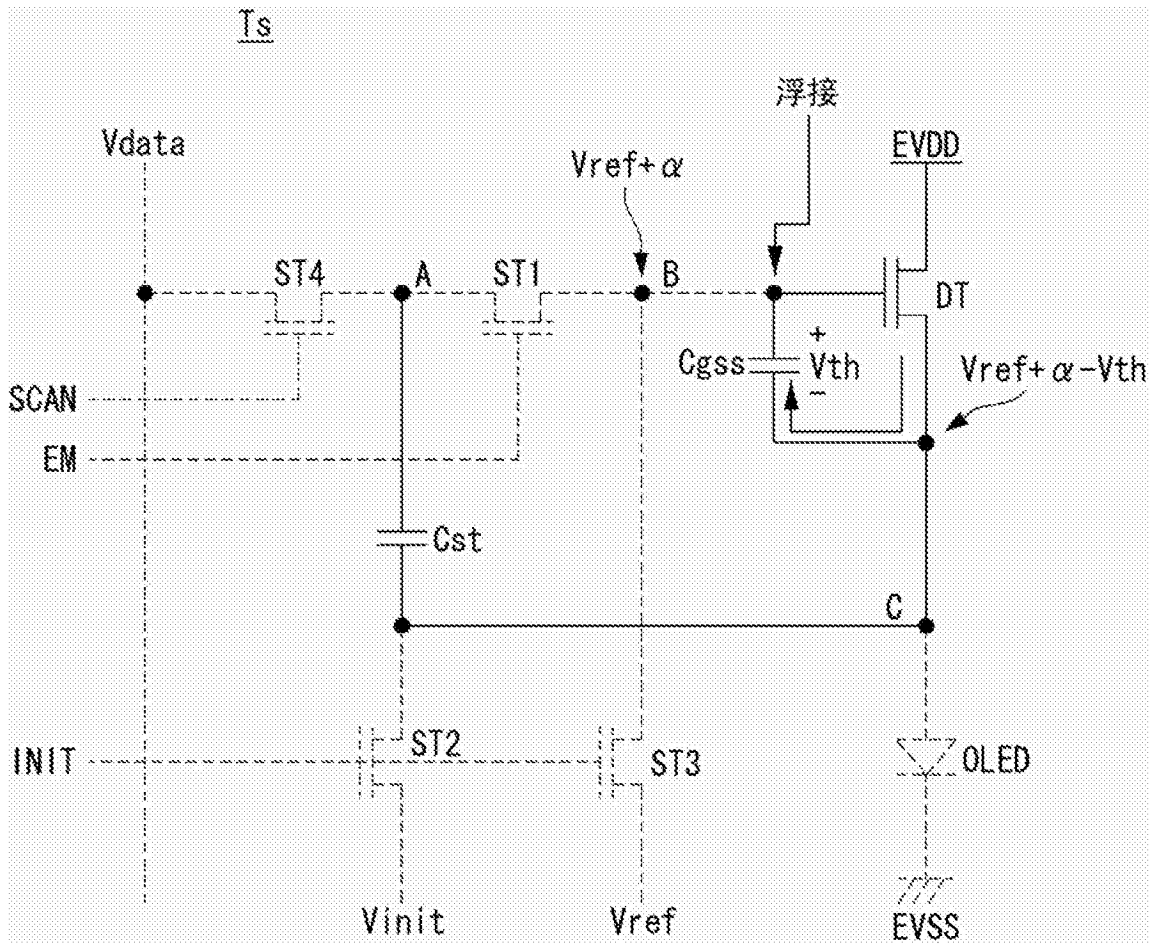 Ts
浮接
Vdata
Vref+α
EVDD
ST4
A
ST1
B
DT
+
Cgss
Vth
−
Vref+α-Vth
SCAN
EM
Cst
C
INIT
ST2
ST3
OLED
Vinit
Vref
EVSS